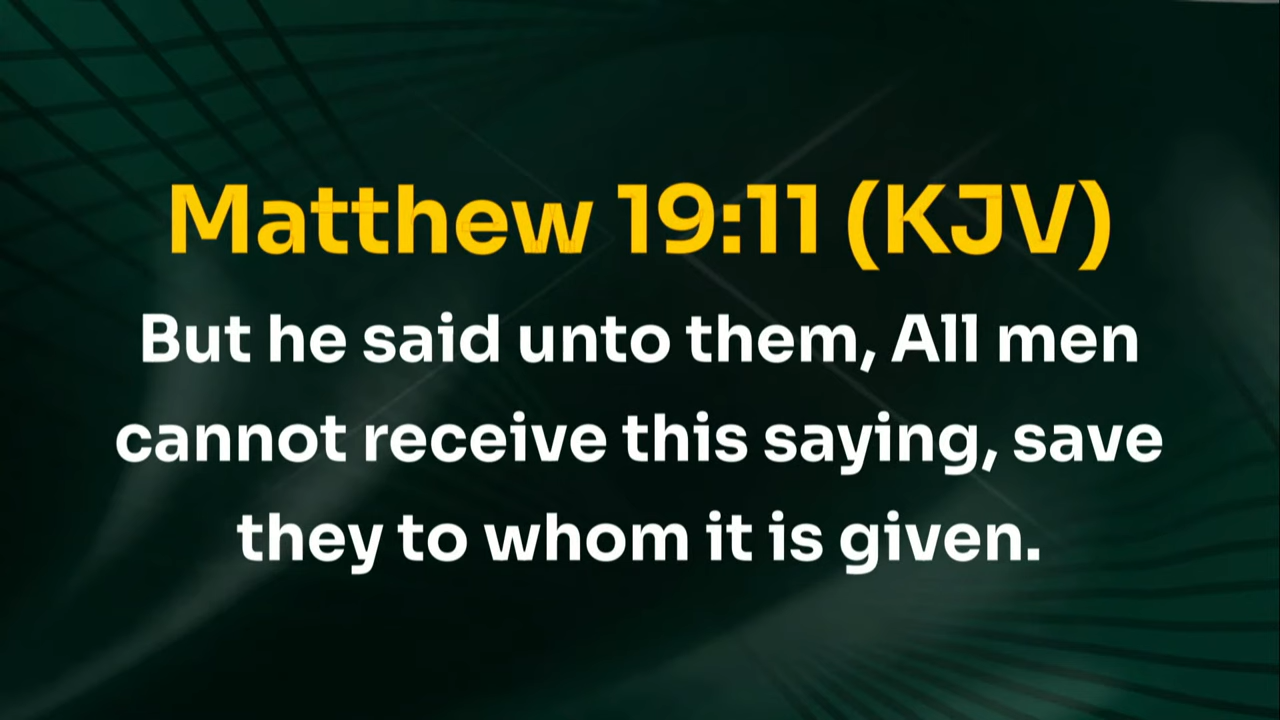 Matthew 19:11 (KJV)
But he said unto them, All men
cannot receive this saying, save
they to whom it is given.